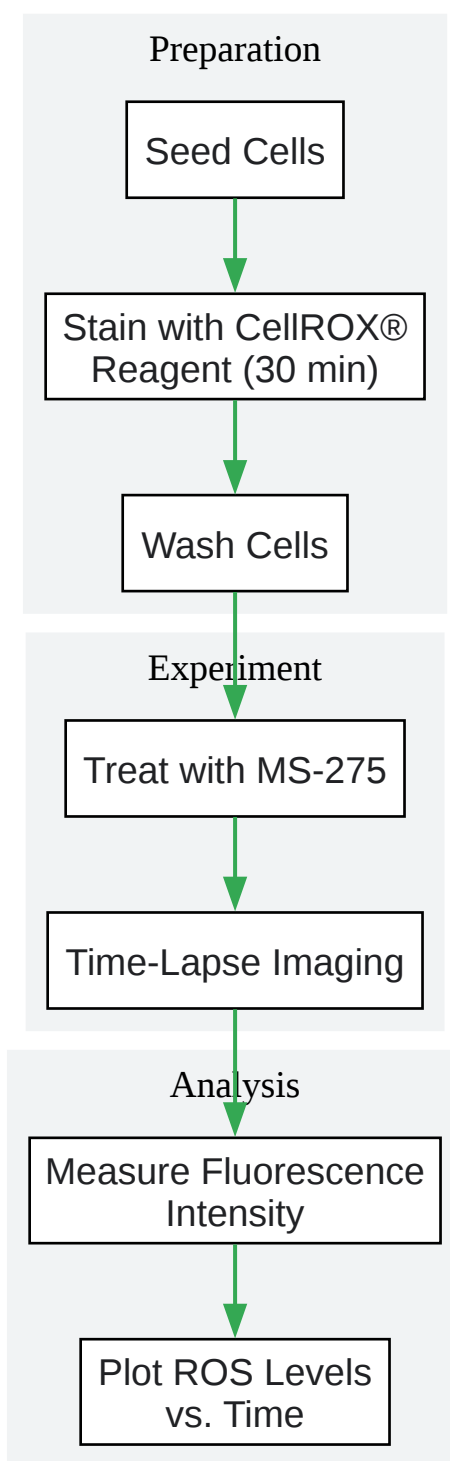 Preparation
Seed Cells
Stain with CellROX®
Reagent (30 min)
Wash Cells
Experiment
Treat with MS-275
Time-Lapse Imaging
Analysis
Measure Fluorescence
Intensity
Plot ROS Levels
vs. Time